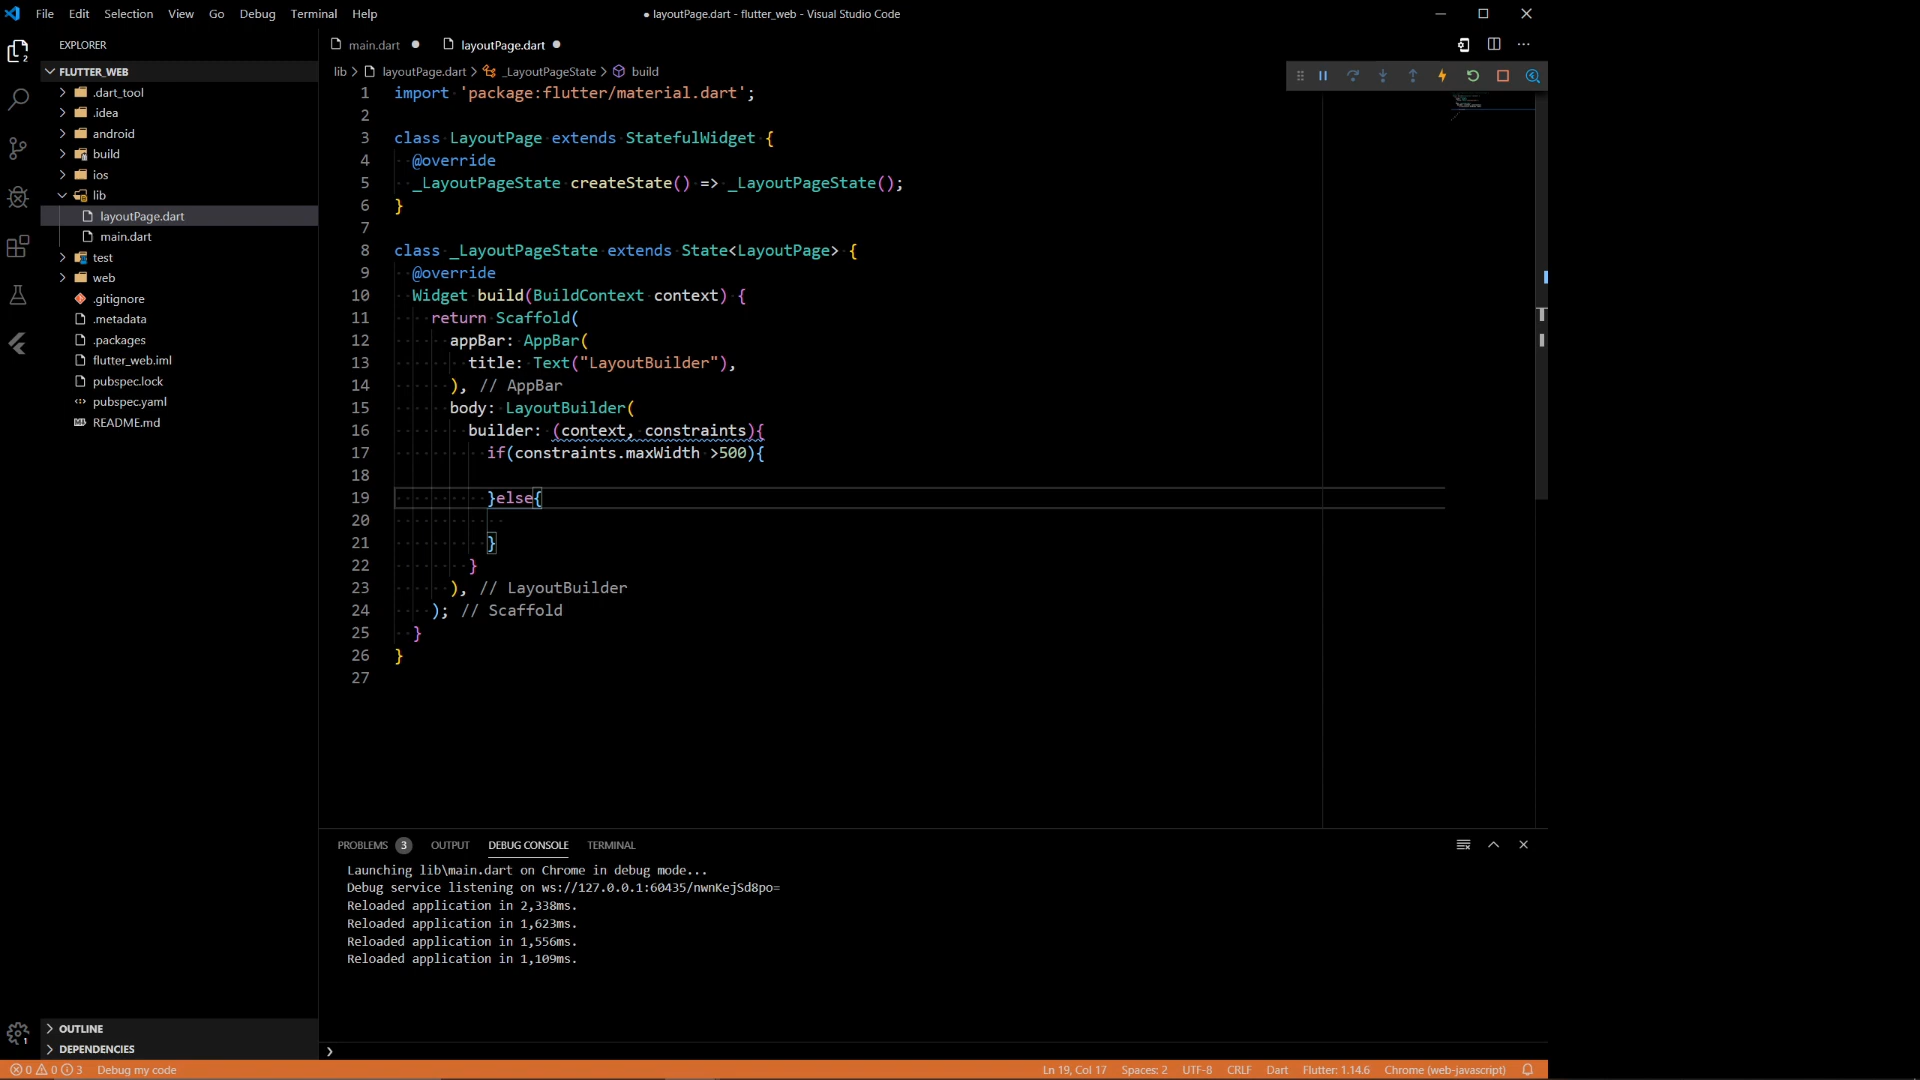 File Edit Selection View Go Debug Terminal Help
● layoutPage.dart - flutter_web - Visual Studio Code
EXPLORER
FLUTTER_WEB
.dart_tool
.idea
android
build
ios
lib
layoutPage.dart
main.dart
test
web
.gitignore
.metadata
.packages
flutter_web.iml
pubspec.lock
pubspec.yaml
README.md
OUTLINE
DEPENDENCIES
2
1
main.dart ● layoutPage.dart ●
lib > layoutPage.dart > _LayoutPageState > build
1 import 'package:flutter/material.dart';
2
3 class LayoutPage extends StatefulWidget {
4 @override
5 _LayoutPageState createState() => _LayoutPageState();
6 }
7
8 class _LayoutPageState extends State<LayoutPage> {
9 @override
10 Widget build(BuildContext context) {
11 return Scaffold(
12 appBar: AppBar(
13 title: Text("LayoutBuilder"),
14 ), // AppBar
15 body: LayoutBuilder(
16 builder: (context, constraints){
17 if(constraints.maxWidth >500){
18
19 }else{
20
21 }
22 }
23 ), // LayoutBuilder
24 ); // Scaffold
25 }
26 }
27
PROBLEMS 3 OUTPUT DEBUG CONSOLE TERMINAL
Launching lib\main.dart on Chrome in debug mode...
Debug service listening on ws://127.0.0.1:60435/nwnKejSd8po=
Reloaded application in 2,338ms.
Reloaded application in 1,623ms.
Reloaded application in 1,556ms.
Reloaded application in 1,109ms.
0 0 3 Debug my code
Ln 19, Col 17 Spaces: 2 UTF-8 CRLF Dart Flutter: 1.14.6 Chrome (web-javascript)